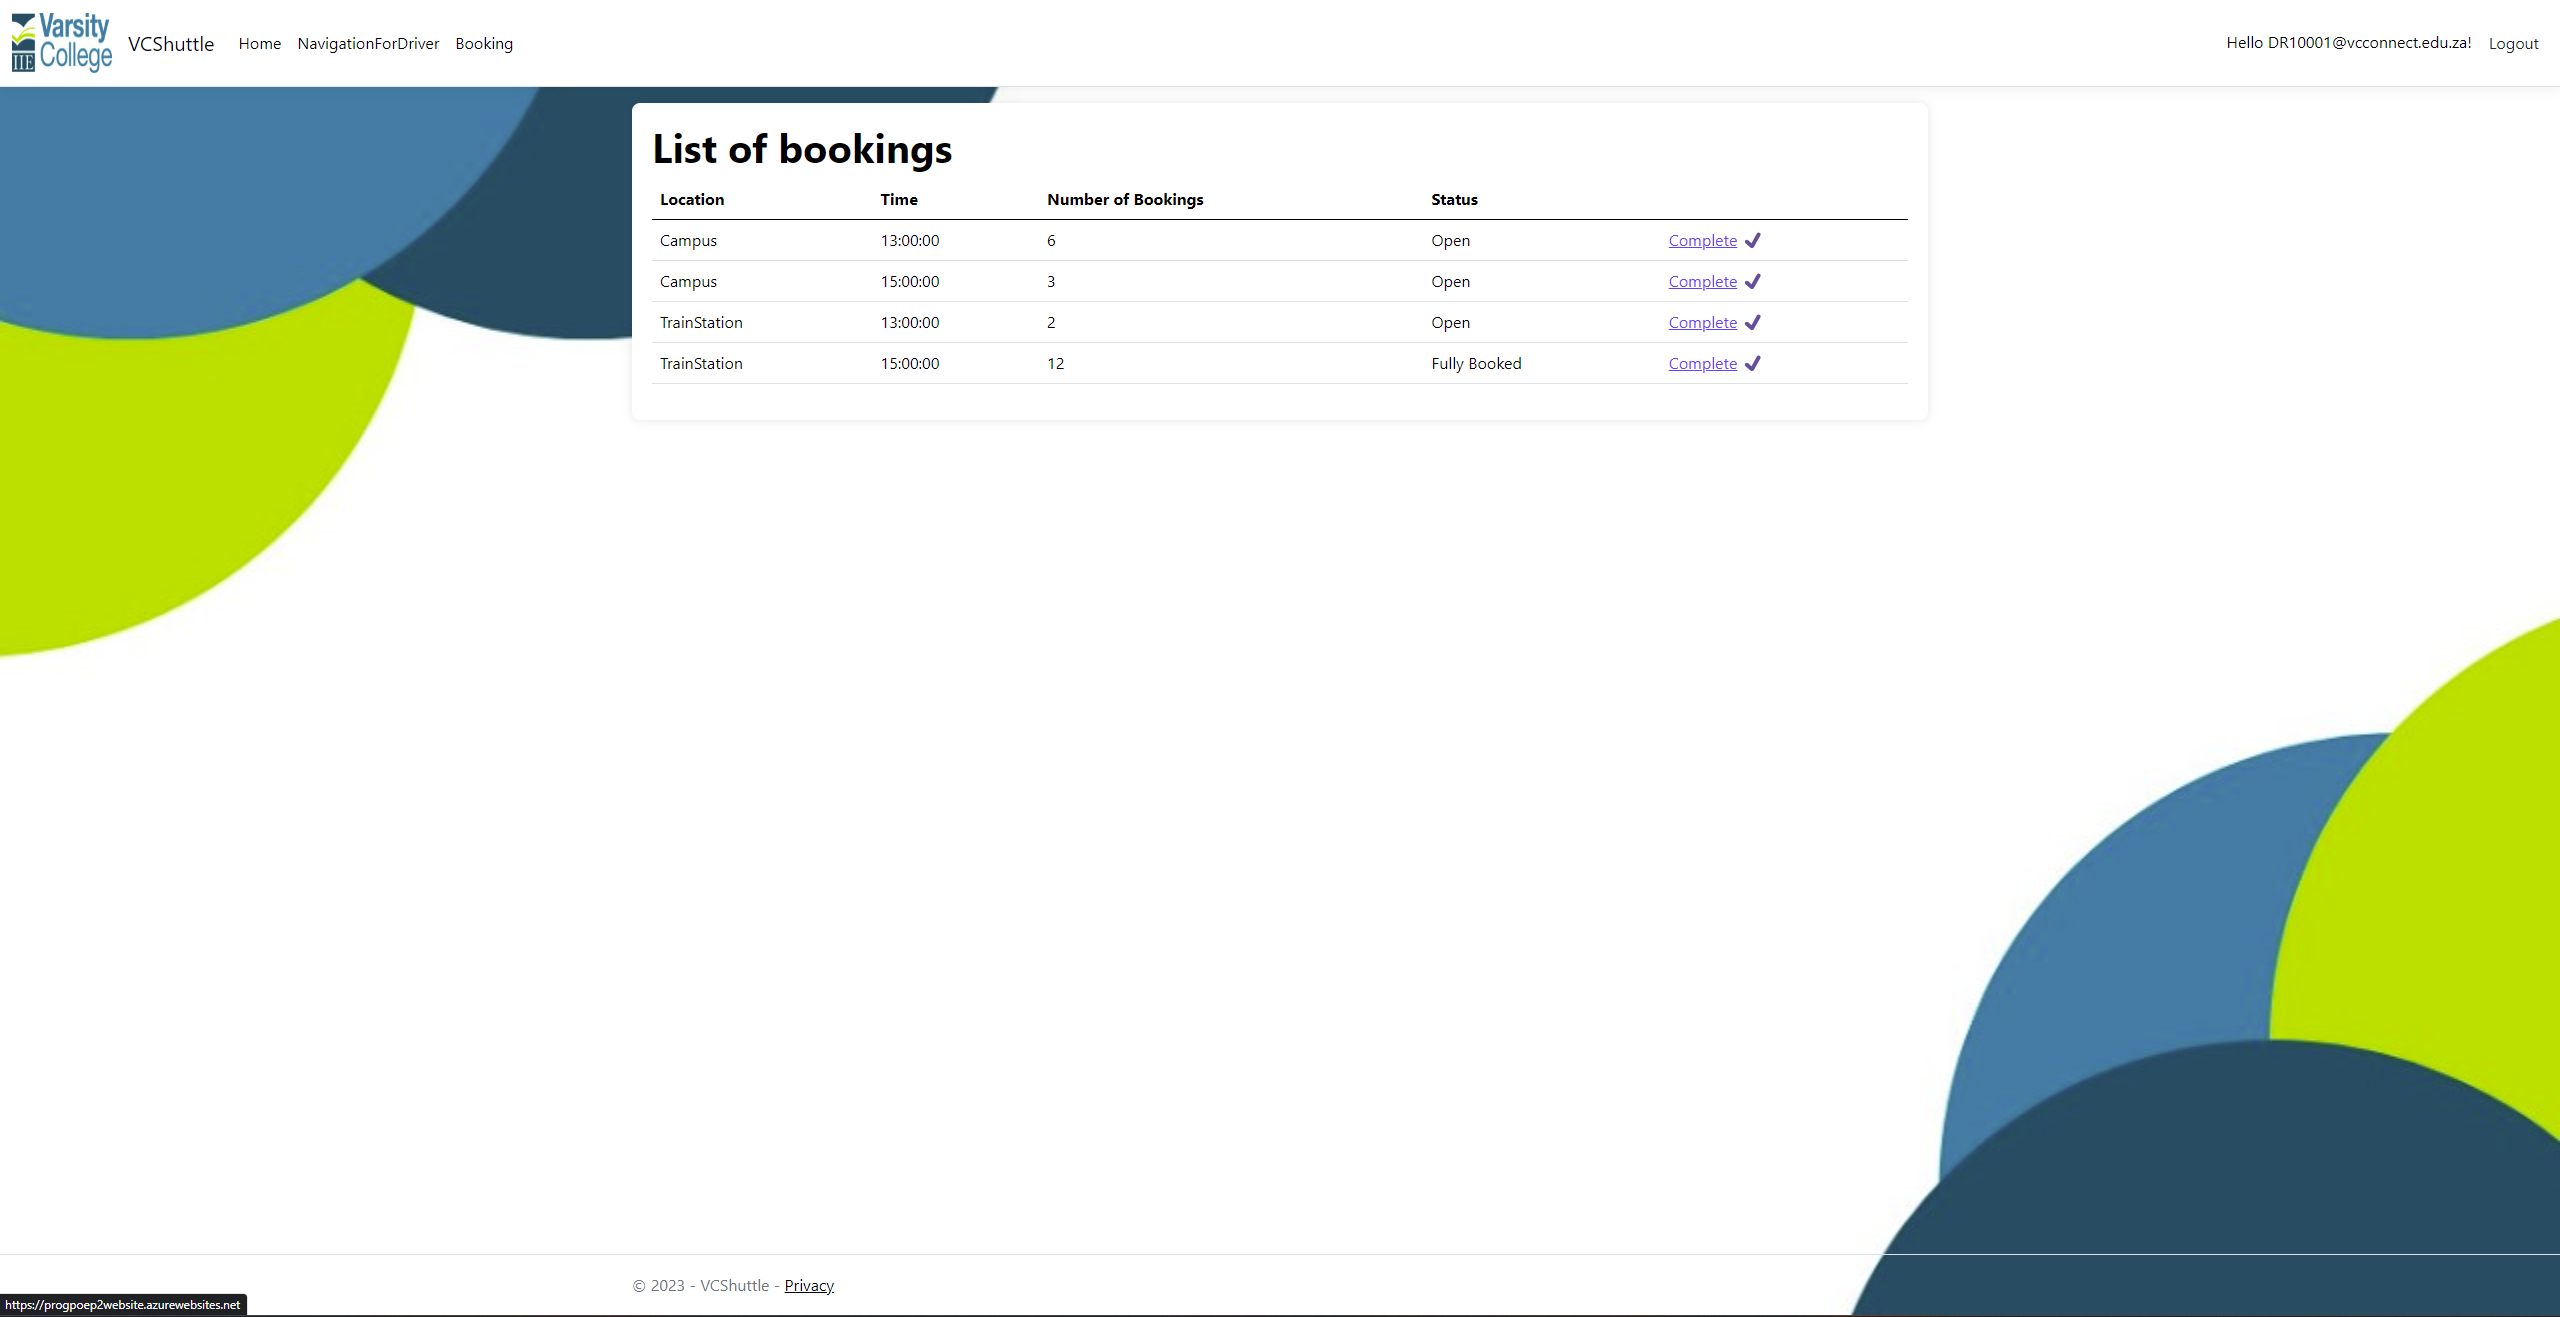 Varsity College IIE
VCShuttle Home NavigationForDriver Booking Hello DR10001@vcconnect.edu.za! Logout
List of bookings
Location Time Number of Bookings Status
Campus 13:00:00 6 Open Complete ✔
Campus 15:00:00 3 Open Complete ✔
TrainStation 13:00:00 2 Open Complete ✔
TrainStation 15:00:00 12 Fully Booked Complete ✔
© 2023 - VCShuttle - Privacy
https://progpoep2website.azurewebsites.net